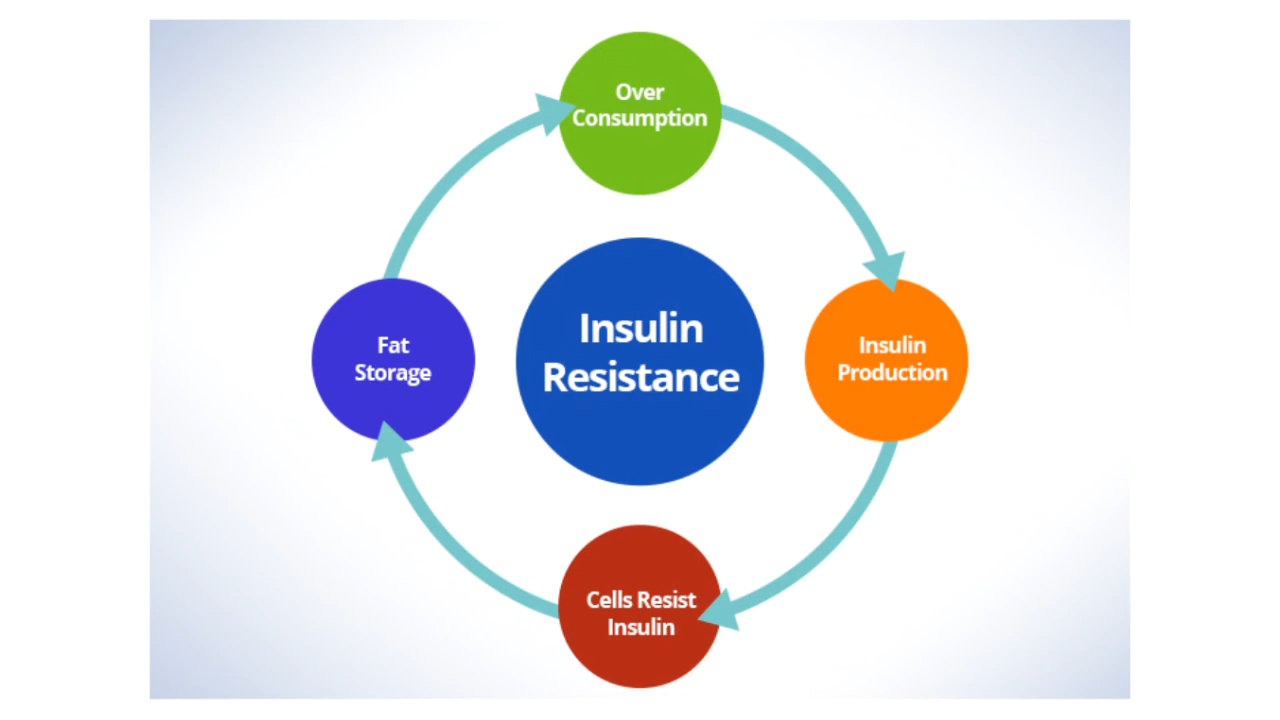 Over
Consumption
Insulin
Resistance
Fat
Storage
Insulin
Production
Cells Resist
Insulin